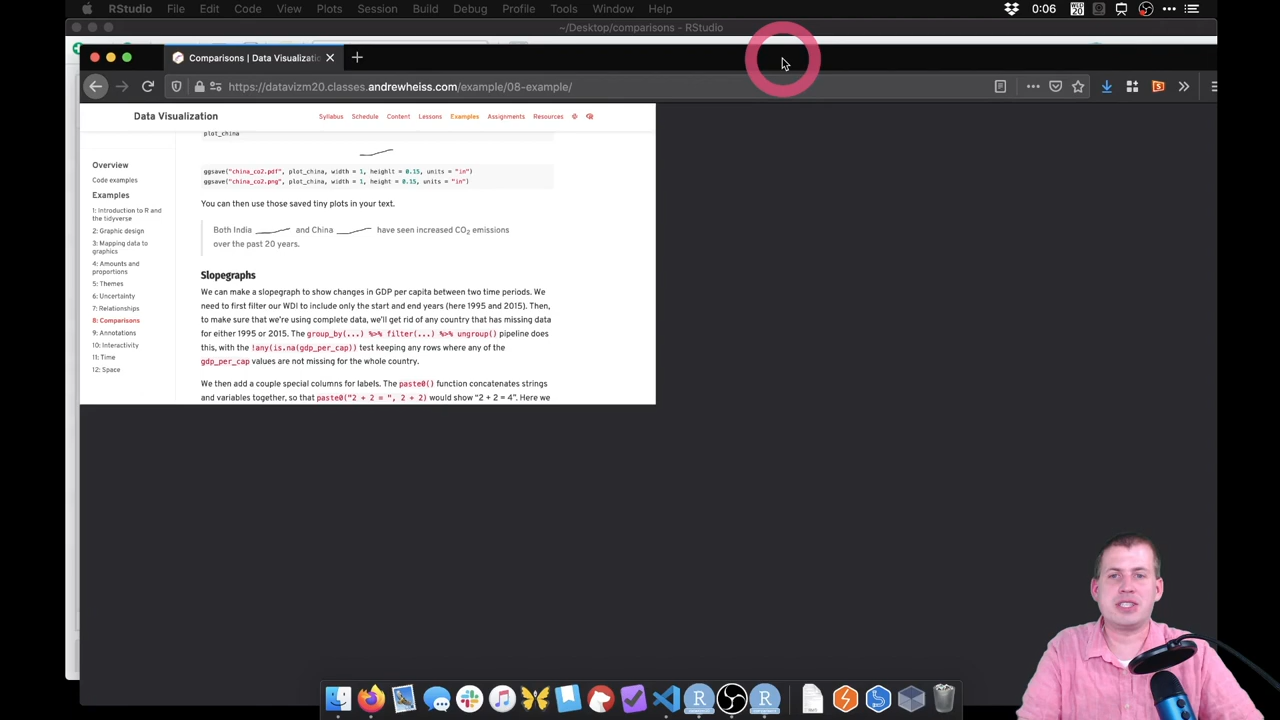 RStudio File Edit Code View Plots Session Build Debug Profile Tools Window Help 0:06 WED 20
~/Desktop/comparisons - RStudio
Comparisons | Data Visualizatio
https://datavizm20.classes.andrewheiss.com/example/08-example/
Data Visualization Syllabus Schedule Content Lessons Examples Assignments Resources
Overview
Code examples
Examples
1: Introduction to R and
the tidyverse
2: Graphic design
3: Mapping data to
graphics
4: Amounts and
proportions
5: Themes
6: Uncertainty
7: Relationships
8: Comparisons
9: Annotations
10: Interactivity
11: Time
12: Space
plot_china
ggsave("china_co2.pdf", plot_china, width = 1, heighlt = 0.15, units = "in")
ggsave("china_co2.png", plot_china, width = 1, height = 0.15, units = "in")
You can then use those saved tiny plots in your text.
Both India and China have seen increased CO2 emissions
over the past 20 years.
Slopegraphs
We can make a slopegraph to show changes in GDP per capita between two time periods. We
need to first filter our WDI to include only the start and end years (here 1995 and 2015). Then,
to make sure that we're using complete data, we'll get rid of any country that has missing data
for either 1995 or 2015. The group_by(...) %>% filter(...) %>% ungroup() pipeline does
this, with the !any(is.na(gdp_per_cap)) test keeping any rows where any of the
gdp_per_cap values are not missing for the whole country.
We then add a couple special columns for labels. The paste0() function concatenates strings
and variables together, so that paste0("2 + 2 = ", 2 + 2) would show "2 + 2 = 4". Here we